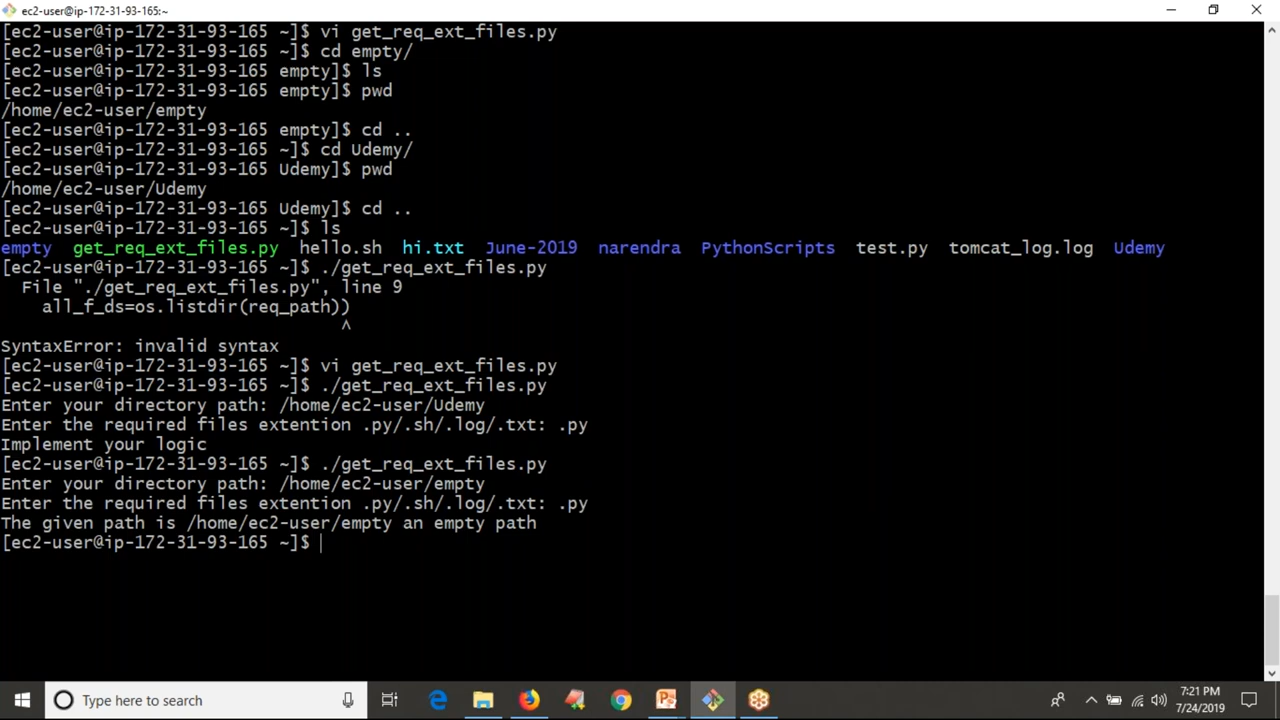 ec2-user@ip-172-31-93-165:~
[ec2-user@ip-172-31-93-165 ~]$ vi get_req_ext_files.py
[ec2-user@ip-172-31-93-165 ~]$ cd empty/
[ec2-user@ip-172-31-93-165 empty]$ ls
[ec2-user@ip-172-31-93-165 empty]$ pwd
/home/ec2-user/empty
[ec2-user@ip-172-31-93-165 empty]$ cd ..
[ec2-user@ip-172-31-93-165 ~]$ cd Udemy/
[ec2-user@ip-172-31-93-165 Udemy]$ pwd
/home/ec2-user/Udemy
[ec2-user@ip-172-31-93-165 Udemy]$ cd ..
[ec2-user@ip-172-31-93-165 ~]$ ls
empty get_req_ext_files.py hello.sh hi.txt June-2019 narendra PythonScripts test.py tomcat_log.log Udemy
[ec2-user@ip-172-31-93-165 ~]$ ./get_req_ext_files.py
File "./get_req_ext_files.py", line 9
all_f_ds=os.listdir(req_path))
^
SyntaxError: invalid syntax
[ec2-user@ip-172-31-93-165 ~]$ vi get_req_ext_files.py
[ec2-user@ip-172-31-93-165 ~]$ ./get_req_ext_files.py
Enter your directory path: /home/ec2-user/Udemy
Enter the required files extention .py/.sh/.log/.txt: .py
Implement your logic
[ec2-user@ip-172-31-93-165 ~]$ ./get_req_ext_files.py
Enter your directory path: /home/ec2-user/empty
Enter the required files extention .py/.sh/.log/.txt: .py
The given path is /home/ec2-user/empty an empty path
[ec2-user@ip-172-31-93-165 ~]$
Type here to search
7:21 PM
7/24/2019